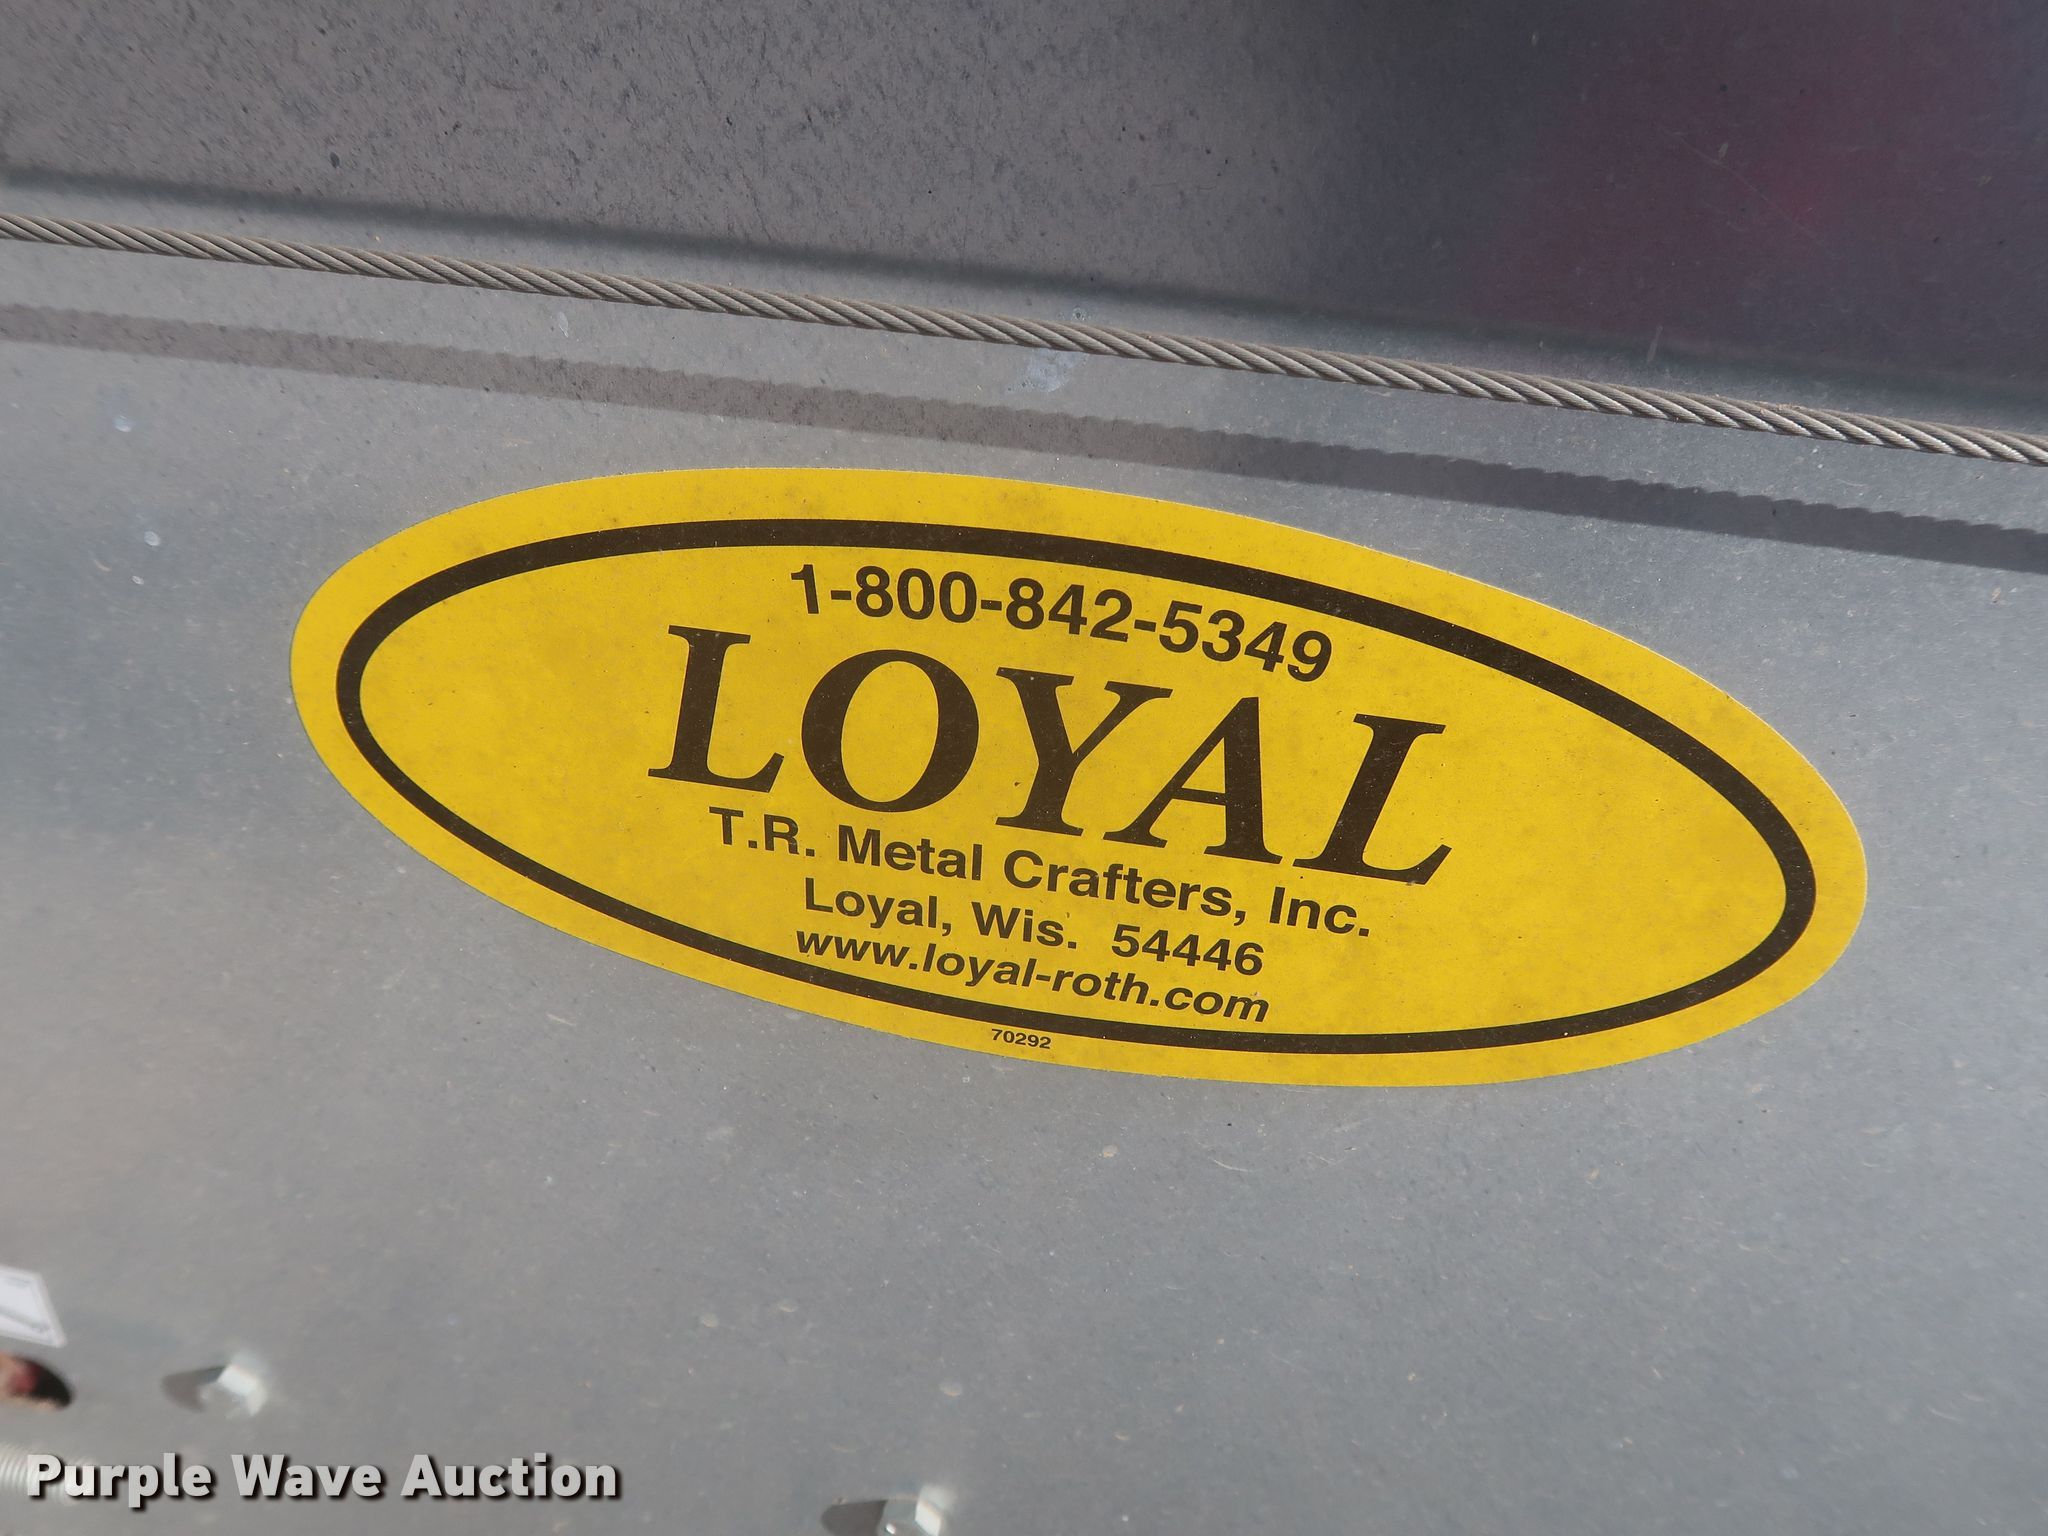 1-800-842-5349
LOYAL
T.R. Metal Crafters, Inc.
Loyal, Wis. 54446
www.loyal-roth.com
70292
Purple Wave Auction